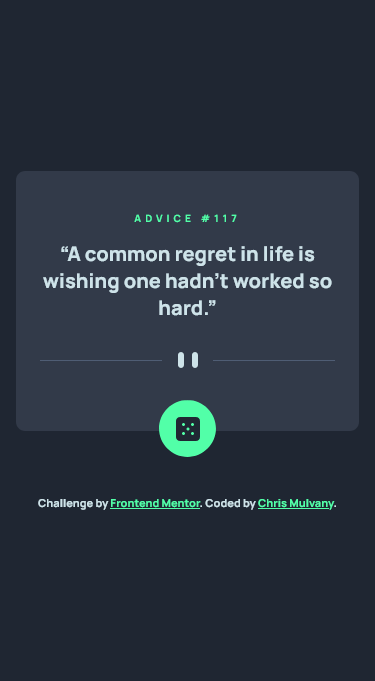 ADVICE #117
“A common regret in life is
wishing one hadn’t worked so
hard.”
Challenge by Frontend Mentor. Coded by Chris Mulvany.